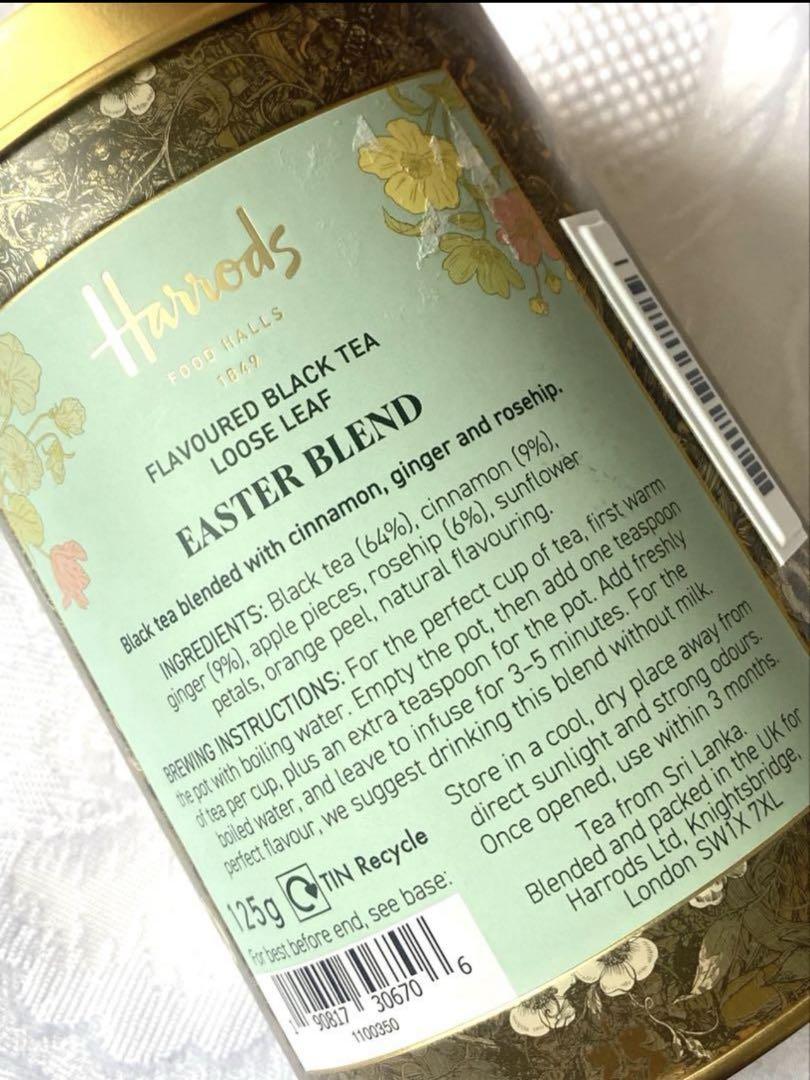 Harrods
FOOD HALLS
1849
FLAVOURED BLACK TEA
LOOSE LEAF
EASTER BLEND
Black tea blended with cinnamon, ginger and rosehip.
INGREDIENTS: Black tea (64%), cinnamon (9%),
ginger (9%), apple pieces, rosehip (6%), sunflower
petals, orange peel, natural flavouring.
BREWING INSTRUCTIONS: For the perfect cup of tea, first warm
the pot with boiling water. Empty the pot, then add one teaspoon
of tea per cup, plus an extra teaspoon for the pot. Add freshly
boiled water, and leave to infuse for 3–5 minutes. For the
perfect flavour, we suggest drinking this blend without milk.
Store in a cool, dry place away from
direct sunlight and strong odours.
Once opened, use within 3 months.
Tea from Sri Lanka.
Blended and packed in the UK for
Harrods Ltd, Knightsbridge,
London SW1X 7XL
125g TIN Recycle
For best before end, see base:
1 90817 30670 6
1100350